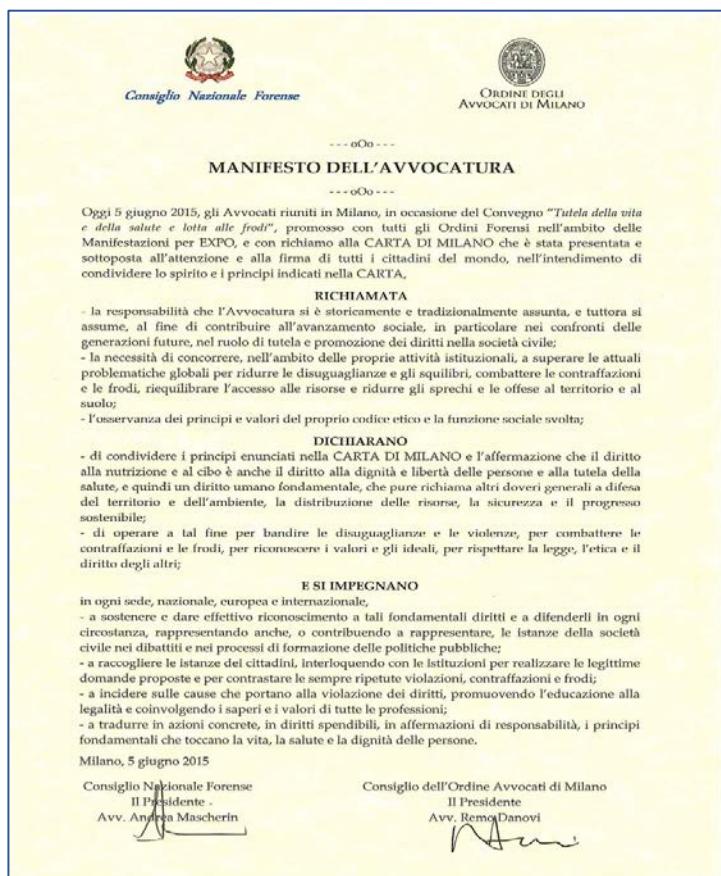 Consiglio Nazionale Forense
ORDINE DEGLI
AVVOCATI DI MILANO
- - - oOo - - -
MANIFESTO DELL'AVVOCATURA
- - - oOo - - -
Oggi 5 giugno 2015, gli Avvocati riuniti in Milano, in occasione del Convegno "Tutela della vita
e della salute e lotta alle frodi", promosso con tutti gli Ordini Forensi nell'ambito delle
Manifestazioni per EXPO, e con richiamo alla CARTA DI MILANO che è stata presentata e
sottoposta all'attenzione e alla firma di tutti i cittadini del mondo, nell'intendimento di
condividere lo spirito e i principi indicati nella CARTA,
RICHIAMATA
- la responsabilità che l'Avvocatura si è storicamente e tradizionalmente assunta, e tuttora si
assume, al fine di contribuire all'avanzamento sociale, in particolare nei confronti delle
generazioni future, nel ruolo di tutela e promozione dei diritti nella società civile;
- la necessità di concorrere, nell'ambito delle proprie attività istituzionali, a superare le attuali
problematiche globali per ridurre le disuguaglianze e gli squilibri, combattere le contraffazioni
e le frodi, riequilibrare l'accesso alle risorse e ridurre gli sprechi e le offese al territorio e al
suolo;
- l'osservanza dei principi e valori del proprio codice etico e la funzione sociale svolta;
DICHIARANO
- di condividere i principi enunciati nella CARTA DI MILANO e l'affermazione che il diritto
alla nutrizione e al cibo è anche il diritto alla dignità e libertà delle persone e alla tutela della
salute, e quindi un diritto umano fondamentale, che pure richiama altri doveri generali a difesa
del territorio e dell'ambiente, la distribuzione delle risorse, la sicurezza e il progresso
sostenibile;
- di operare a tal fine per bandire le disuguaglianze e le violenze, per combattere le
contraffazioni e le frodi, per riconoscere i valori e gli ideali, per rispettare la legge, l'etica e il
diritto degli altri;
E SI IMPEGNANO
in ogni sede, nazionale, europea e internazionale,
- a sostenere e dare effettivo riconoscimento a tali fondamentali diritti e a difenderli in ogni
circostanza, rappresentando anche, o contribuendo a rappresentare, le istanze della società
civile nei dibattiti e nei processi di formazione delle politiche pubbliche;
- a raccogliere le istanze dei cittadini, interloquendo con le istituzioni per realizzare le legittime
domande proposte e per contrastare le sempre ripetute violazioni, contraffazioni e frodi;
- a incidere sulle cause che portano alla violazione dei diritti, promuovendo l'educazione alla
legalità e coinvolgendo i saperi e i valori di tutte le professioni;
- a tradurre in azioni concrete, in diritti spendibili, in affermazioni di responsabilità, i principi
fondamentali che toccano la vita, la salute e la dignità delle persone.
Milano, 5 giugno 2015
Consiglio Nazionale Forense
Il Presidente
Avv. Andrea Mascherin
Consiglio dell'Ordine Avvocati di Milano
Il Presidente
Avv. Remo Danovi